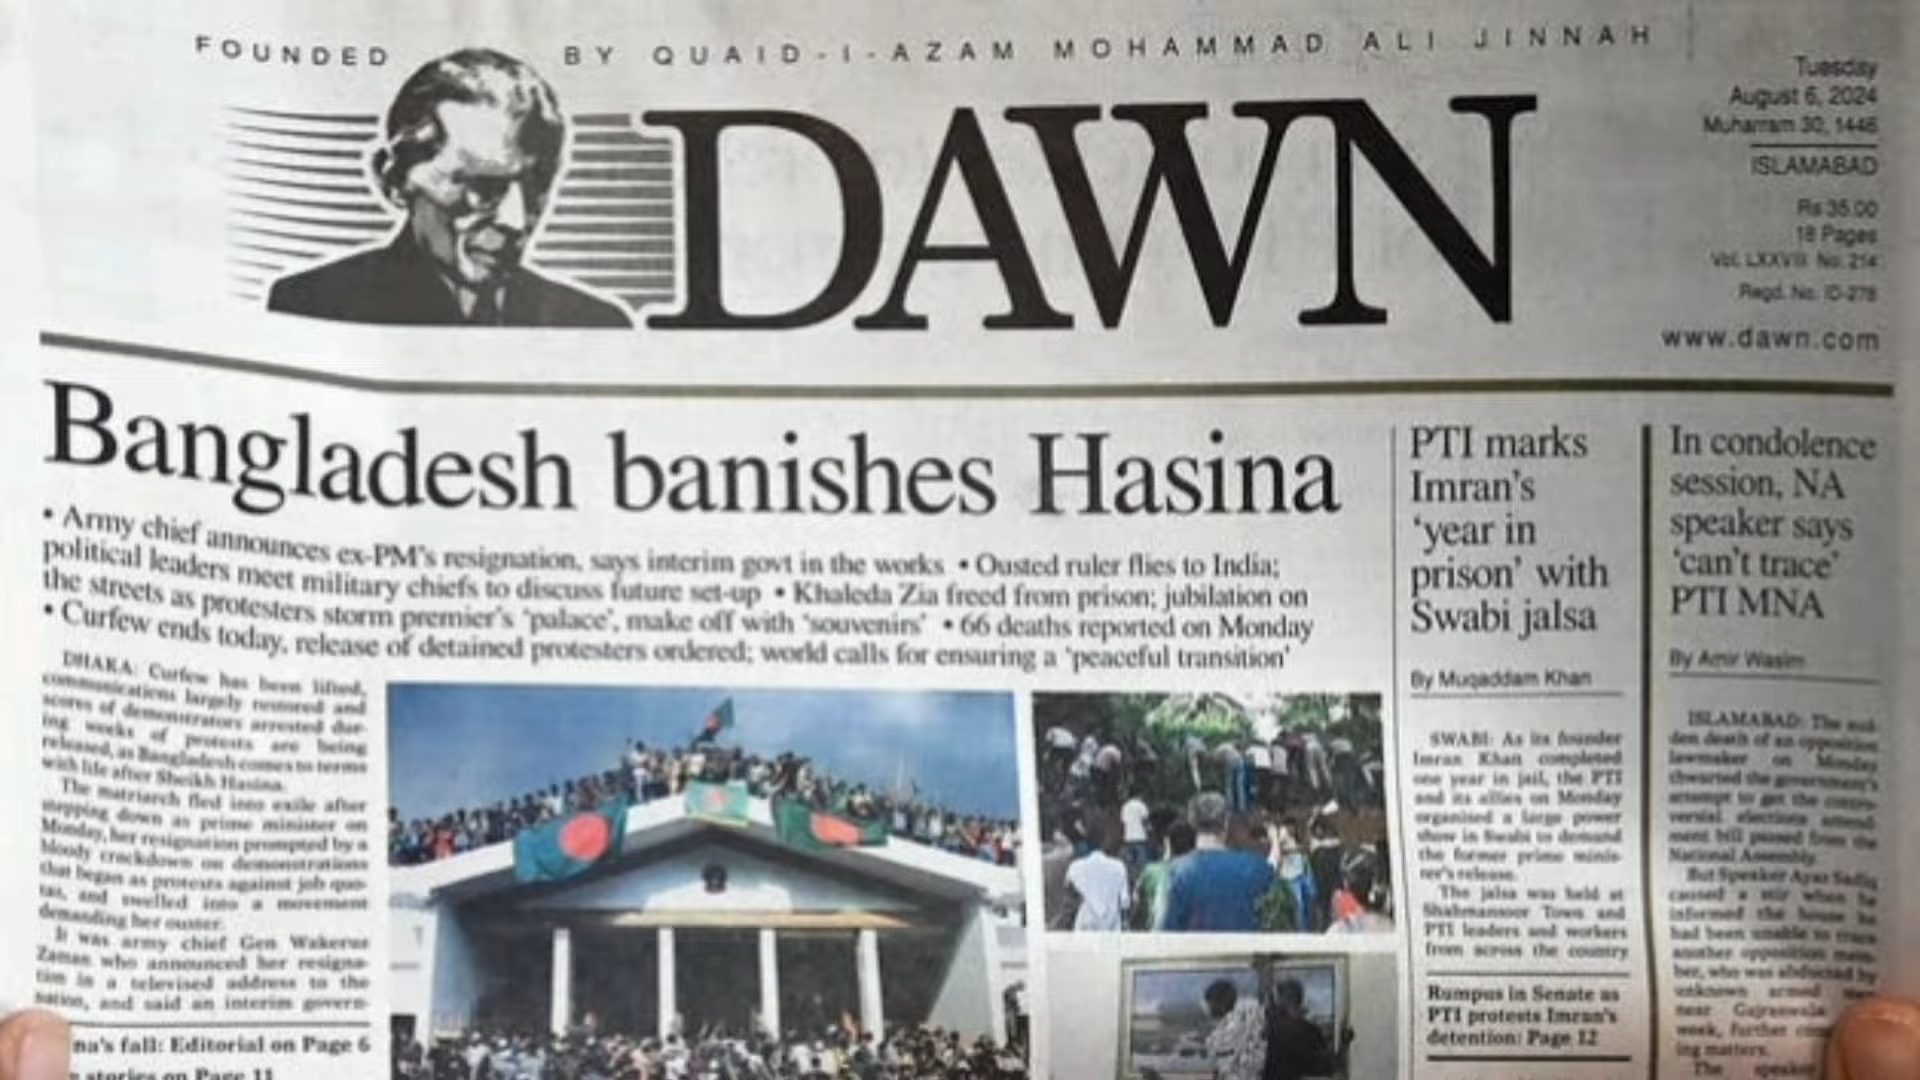 FOUNDED BY QUAID-I-AZAM MOHAMMAD ALI JINNAH
DAWN
Tuesday
August 6, 2024
Muharram 30, 1446
ISLAMABAD
Rs 35.00
18 Pages
Vol. LXXVIII No. 214
Regd. No. ID-278
www.dawn.com
Bangladesh banishes Hasina
• Army chief announces ex-PM's resignation, says interim govt in the works • Ousted ruler flies to India;
political leaders meet military chiefs to discuss future set-up • Khaleda Zia freed from prison; jubilation on
the streets as protesters storm premier's 'palace', make off with 'souvenirs' • 66 deaths reported on Monday
• Curfew ends today, release of detained protesters ordered; world calls for ensuring a 'peaceful transition'
DHAKA: Curfew has been lifted,
communications largely restored and
scores of demonstrators arrested dur-
ing weeks of protests are being
released, as Bangladesh comes to terms
with life after Sheikh Hasina.
The matriarch fled into exile after
stepping down as prime minister on
Monday, her resignation prompted by a
bloody crackdown on demonstrations
that began as protests against job quo-
tas, and swelled into a movement
demanding her ouster.
It was army chief Gen Wakerus
Zaman who announced her resigna-
tion in a televised address to the
nation, and said an interim govern-
na's fall: Editorial on Page 6
stories on Page 11
PTI marks
Imran's
'year in
prison' with
Swabi jalsa
By Muqaddam Khan
SWABI: As its founder
Imran Khan completed
one year in jail, the PTI
and its allies on Monday
organised a large power
show in Swabi to demand
the former prime minis-
ter's release.
The jalsa was held at
Shahmansoor Town and
PTI leaders and workers
from across the country
Rumpus in Senate as
PTI protests Imran's
detention: Page 12
In condolence
session, NA
speaker says
'can't trace'
PTI MNA
By Amir Wasim
ISLAMABAD: The sud-
den death of an opposition
lawmaker on Monday
thwarted the government's
attempt to get the contro-
versial elections amend-
ment bill passed from the
National Assembly.
But Speaker Ayaz Sadiq
caused a stir when he
informed the house he
had been unable to trace
another opposition mem-
ber, who was abducted by
unknown armed men
near Gujranwala
week, further
ing matters.
The speaker